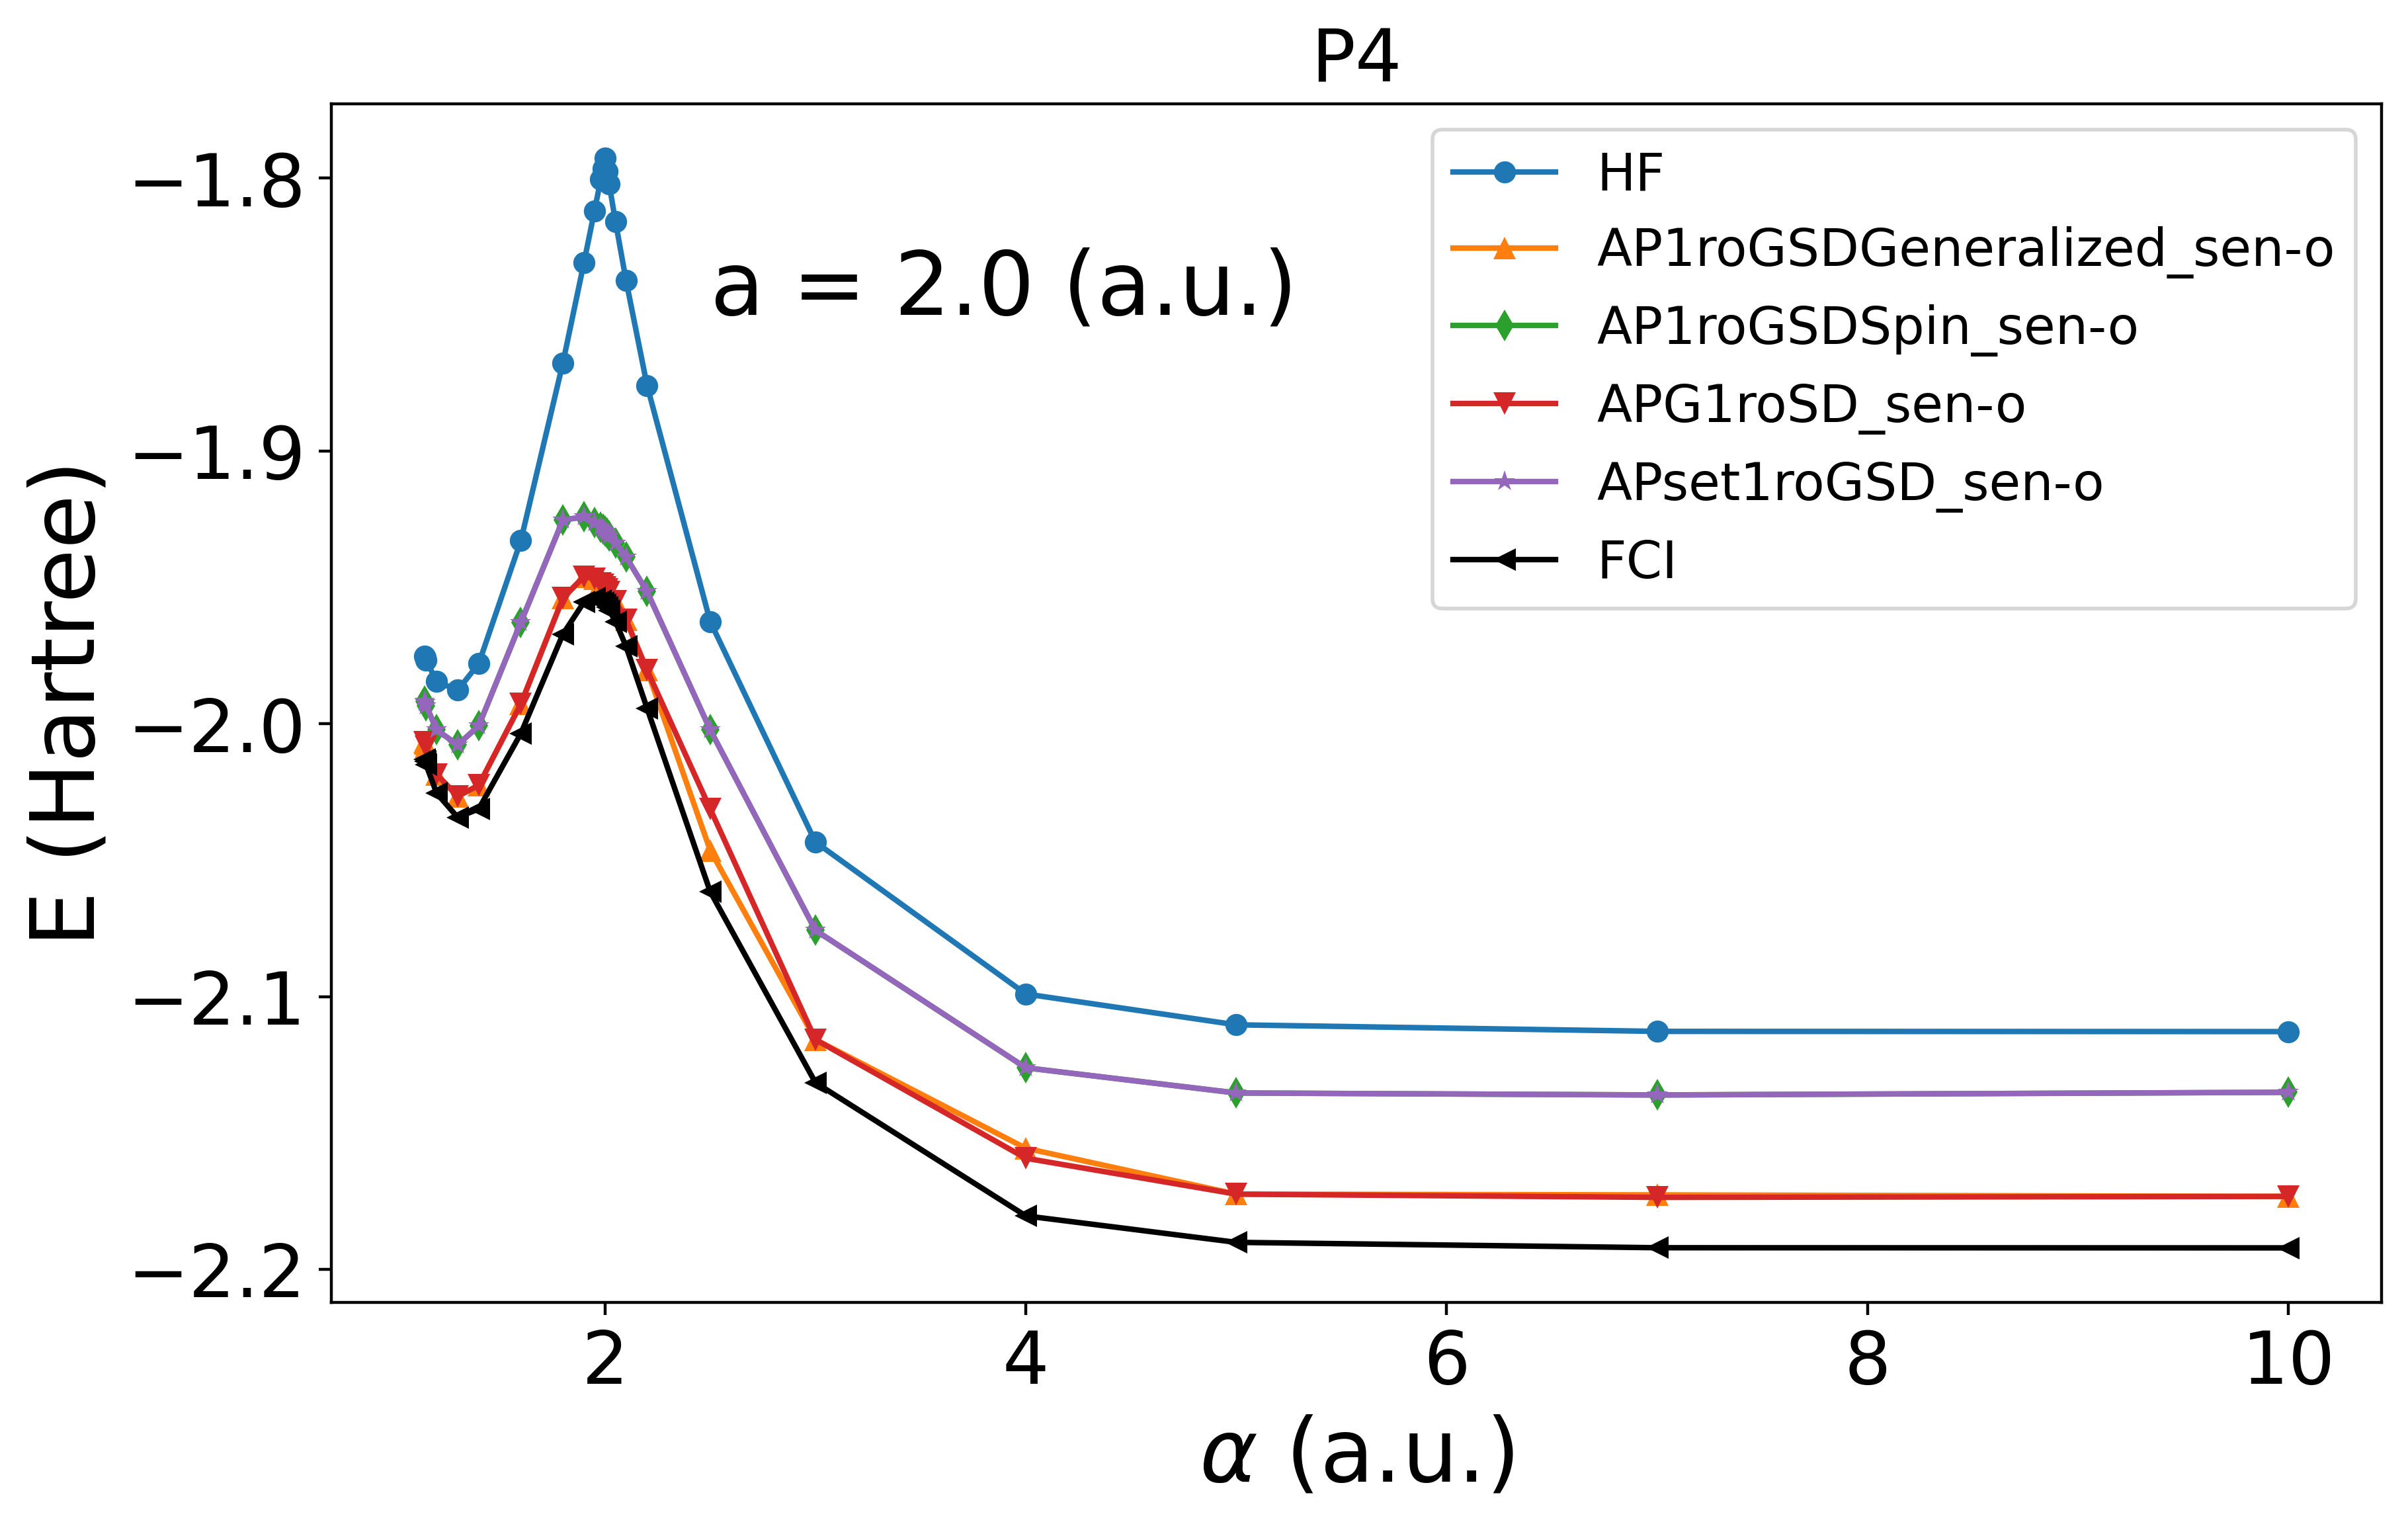 P4
−1.8
−1.9
−2.0
−2.1
−2.2
E (Hartree)
a = 2.0 (a.u.)
HF
AP1roGSDGeneralized_sen-o
AP1roGSDSpin_sen-o
APG1roSD_sen-o
APset1roGSD_sen-o
FCI
2 4 6 8 10
α (a.u.)